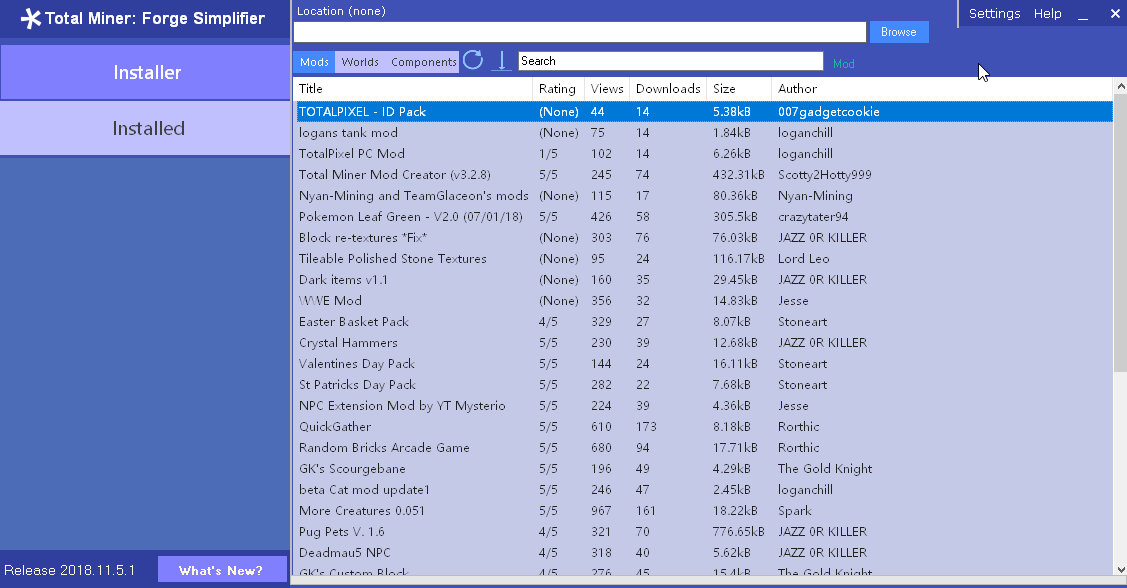 Total Miner: Forge Simplifier
Location (none)
Settings Help _ ×
Browse
Installer
Mods Worlds Components Search Mod
Title Rating Views Downloads Size Author
TOTALPIXEL - ID Pack (None) 44 14 5.38kB 007gadgetcookie
Installed
logans tank mod (None) 75 14 1.84kB loganchill
TotalPixel PC Mod 1/5 102 14 6.26kB loganchill
Total Miner Mod Creator (v3.2.8) 5/5 245 74 432.31kB Scotty2Hotty999
Nyan-Mining and TeamGlaceon's mods (None) 115 17 80.36kB Nyan-Mining
Pokemon Leaf Green - V2.0 (07/01/18) 5/5 426 58 305.5kB crazytater94
Block re-textures *Fix* (None) 303 76 76.03kB JAZZ 0R KILLER
Tileable Polished Stone Textures (None) 95 24 116.17kB Lord Leo
Dark items v1.1 (None) 160 35 29.45kB JAZZ 0R KILLER
WWE Mod (None) 356 32 14.83kB Jesse
Easter Basket Pack 4/5 329 27 8.07kB Stoneart
Crystal Hammers 5/5 230 39 12.68kB JAZZ 0R KILLER
Valentines Day Pack 5/5 144 24 16.11kB Stoneart
St Patricks Day Pack 5/5 282 22 7.68kB Stoneart
NPC Extension Mod by YT Mysterio 5/5 224 39 4.36kB Jesse
QuickGather 5/5 610 173 8.18kB Rorthic
Random Bricks Arcade Game 5/5 680 94 17.71kB Rorthic
GK's Scourgebane 5/5 196 49 4.29kB The Gold Knight
beta Cat mod update1 5/5 246 47 2.45kB loganchill
More Creatures 0.051 5/5 967 161 18.22kB Spark
Pug Pets V. 1.6 4/5 321 70 776.65kB JAZZ 0R KILLER
Deadmau5 NPC 4/5 318 40 5.62kB JAZZ 0R KILLER
GK's Custom Block 4/5 276 45 15.4kB The Gold Knight
Release 2018.11.5.1 What's New?